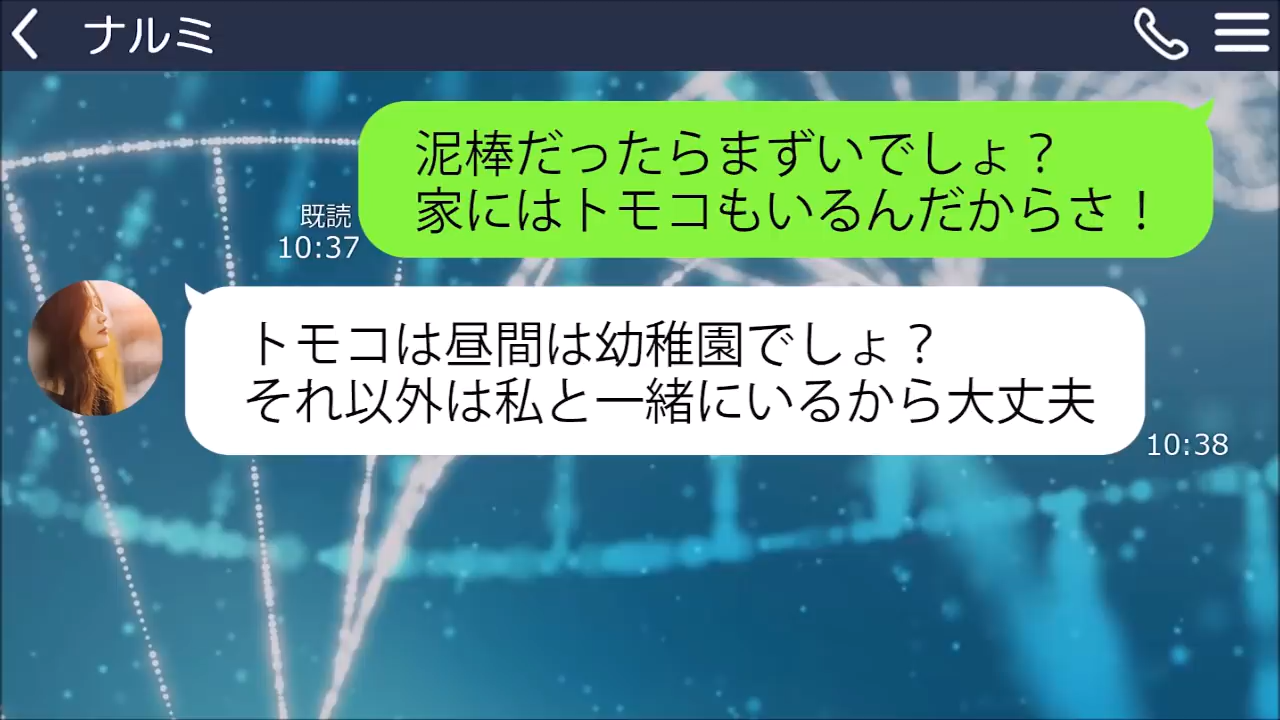 ナルミ
泥棒だったらまずいでしょ？
家にはトモコもいるんだからさ！
既読
10:37
トモコは昼間は幼稚園でしょ？
それ以外は私と一緒にいるから大丈夫
10:38